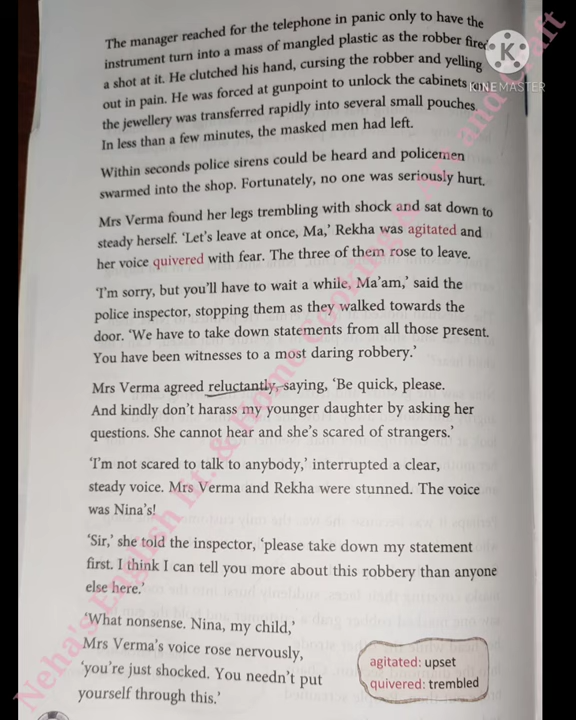 The manager reached for the telephone in panic only to have the
instrument turn into a mass of mangled plastic as the robber fired
a shot at it. He clutched his hand, cursing the robber and yelling
out in pain. He was forced at gunpoint to unlock the cabinets
the jewellery was transferred rapidly into several small pouches.
In less than a few minutes, the masked men had left.
Within seconds police sirens could be heard and policemen
swarmed into the shop. Fortunately, no one was seriously hurt.
Mrs Verma found her legs trembling with shock and sat down to
steady herself. ‘Let’s leave at once, Ma,’ Rekha was agitated and
her voice quivered with fear. The three of them rose to leave.
‘I’m sorry, but you’ll have to wait a while, Ma’am,’ said the
police inspector, stopping them as they walked towards the
door. ‘We have to take down statements from all those present.
You have been witnesses to a most daring robbery.’
Mrs Verma agreed reluctantly, saying, ‘Be quick, please.
And kindly don’t harass my younger daughter by asking her
questions. She cannot hear and she’s scared of strangers.’
‘I’m not scared to talk to anybody,’ interrupted a clear,
steady voice. Mrs Verma and Rekha were stunned. The voice
was Nina’s!
‘Sir,’ she told the inspector, ‘please take down my statement
first. I think I can tell you more about this robbery than anyone
else here.’
‘What nonsense. Nina, my child,’
Mrs Verma’s voice rose nervously,
‘you’re just shocked. You needn’t put
yourself through this.’
agitated: upset
quivered: trembled
K
KINEMASTER
Neha's English Lit. & Home Cooking & Art and Craft